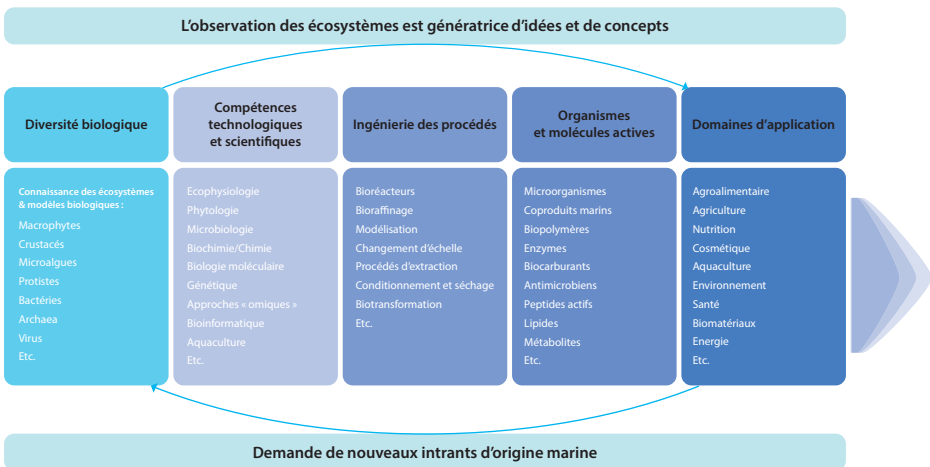 L'observation des écosystèmes est génératrice d'idées et de concepts
Diversité biologique
Connaissance des écosystèmes
& modèles biologiques :
Macrophytes
Crustacés
Microalgues
Protistes
Bactéries
Archaea
Virus
Etc.
Compétences
technologiques
et scientifiques
Ecophysiologie
Phytologie
Microbiologie
Biochimie/Chimie
Biologie moléculaire
Génétique
Approches « omiques »
Bioinformatique
Aquaculture
Etc.
Ingénierie des procédés
Bioréacteurs
Bioraffinage
Modélisation
Changement d'échelle
Procédés d'extraction
Conditionnement et séchage
Biotransformation
Etc.
Organismes
et molécules actives
Microorganismes
Coproduits marins
Biopolymères
Enzymes
Biocarburants
Antimicrobiens
Peptides actifs
Lipides
Métabolites
Etc.
Domaines d'application
Agroalimentaire
Agriculture
Nutrition
Cosmétique
Aquaculture
Environnement
Santé
Biomatériaux
Energie
Etc.
Demande de nouveaux intrants d'origine marine